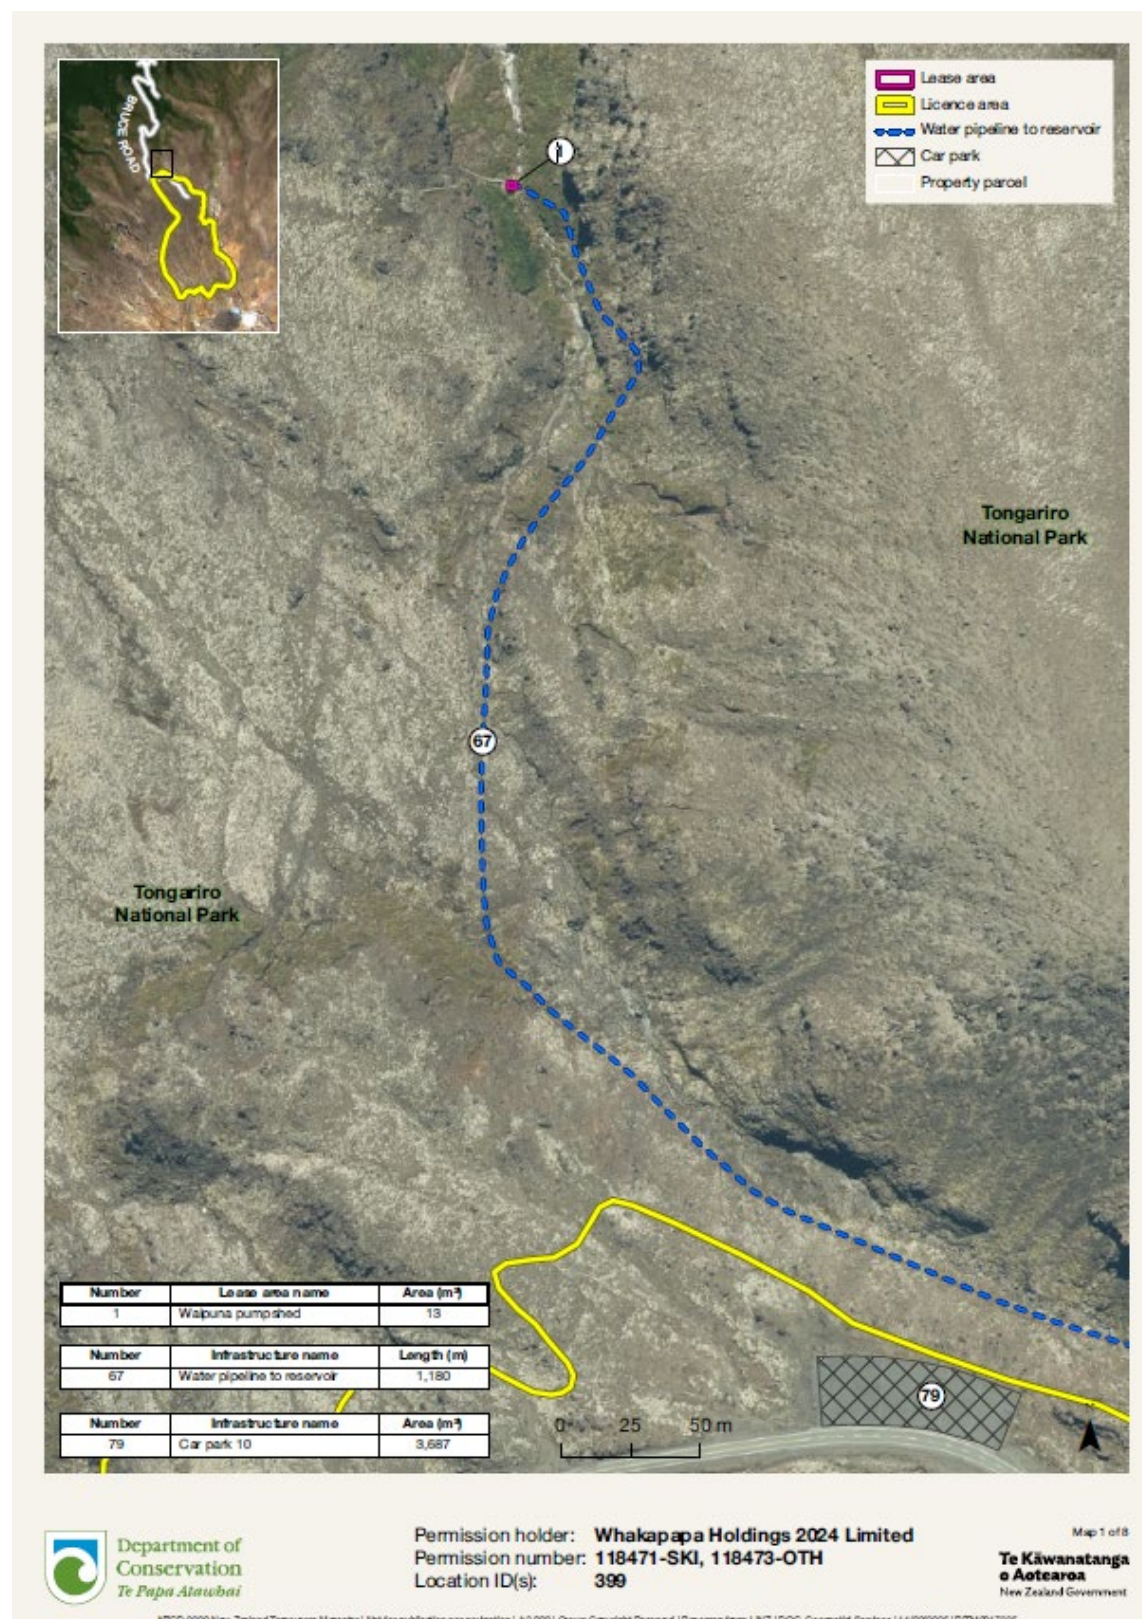 BRUCE ROAD
Lease area
Licence area
Water pipeline to reservoir
Car park
Property parcel
1
Tongariro
National Park
67
Tongariro
National Park
Number Lease area name Area (m²)
1 Waipuna pumpshed 13
Number Infrastructure name Length (m)
67 Water pipeline to reservoir 1,180
Number Infrastructure name Area (m²)
79 Car park 10 3,687
0 25 50 m
79
Department of
Conservation
Te Papa Atawhai
Permission holder: Whakapapa Holdings 2024 Limited
Permission number: 118471-SKI, 118473-OTH
Location ID(s): 399
Map 1 of 8
Te Kāwanatanga
o Aotearoa
New Zealand Government